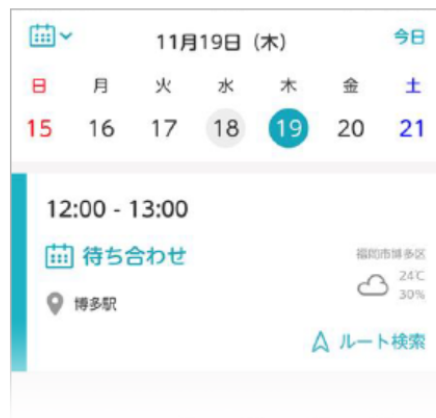 11月19日（木） 今日
日 月 火 水 木 金 土
15 16 17 18 19 20 21
12:00 - 13:00
待ち合わせ
福岡市博多区
24℃
30%
博多駅
ルート検索